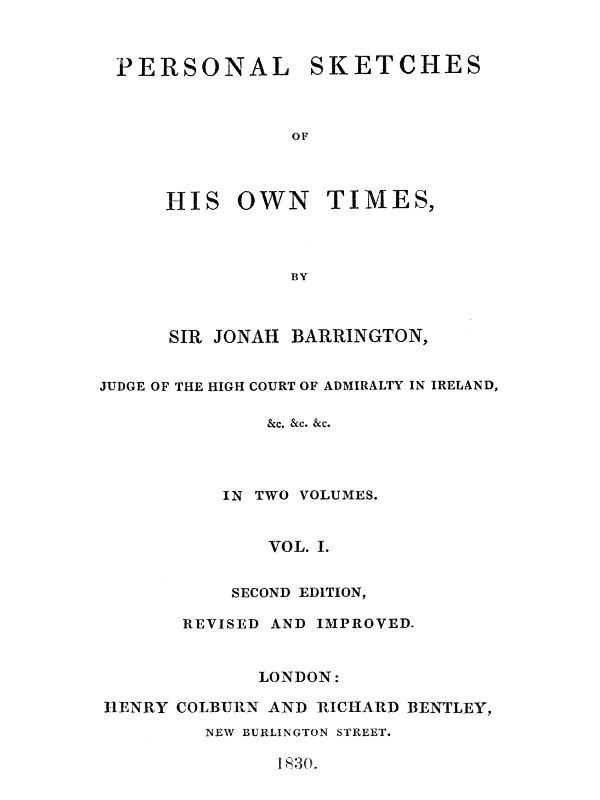 PERSONAL SKETCHES
OF
HIS OWN TIMES,
BY
SIR JONAH BARRINGTON,
JUDGE OF THE HIGH COURT OF ADMIRALTY IN IRELAND,
&c. &c. &c.
IN TWO VOLUMES.
VOL. I.
SECOND EDITION,
REVISED AND IMPROVED.
LONDON:
HENRY COLBURN AND RICHARD BENTLEY,
NEW BURLINGTON STREET.
1830.